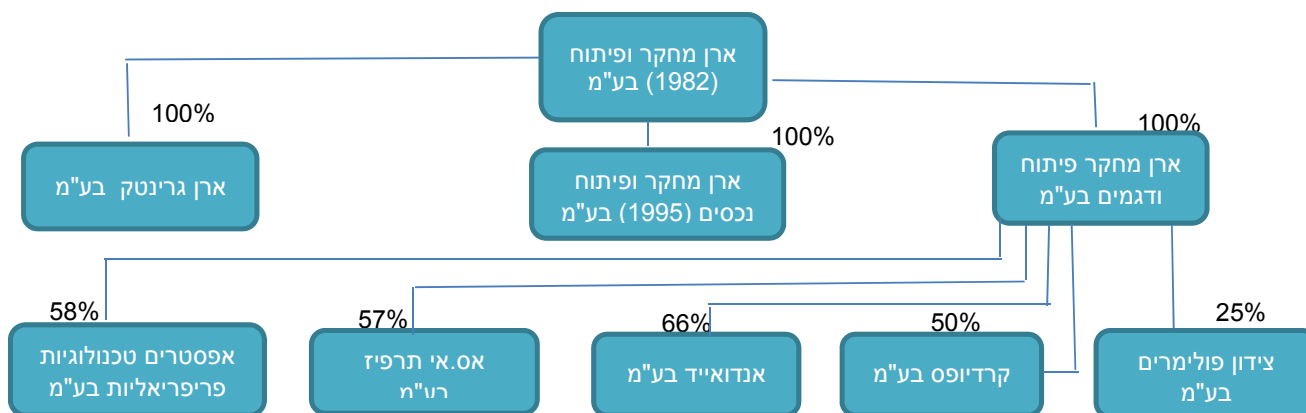 ארן מחקר ופיתוח
(1982) בע"מ
100%
100%
100%
ארן מחקר פיתוח
ודגמים בע"מ
ארן מחקר ופיתוח
נכסים (1995) בע"מ
ארן גרינטק בע"מ
25%
50%
66%
57%
58%
צידון פולימרים
בע"מ
קרדיופס בע"מ
אנדואייד בע"מ
אס.אי תרפיז
בע"מ
אפסטרים טכנולוגיות
פריפריאליות בע"מ